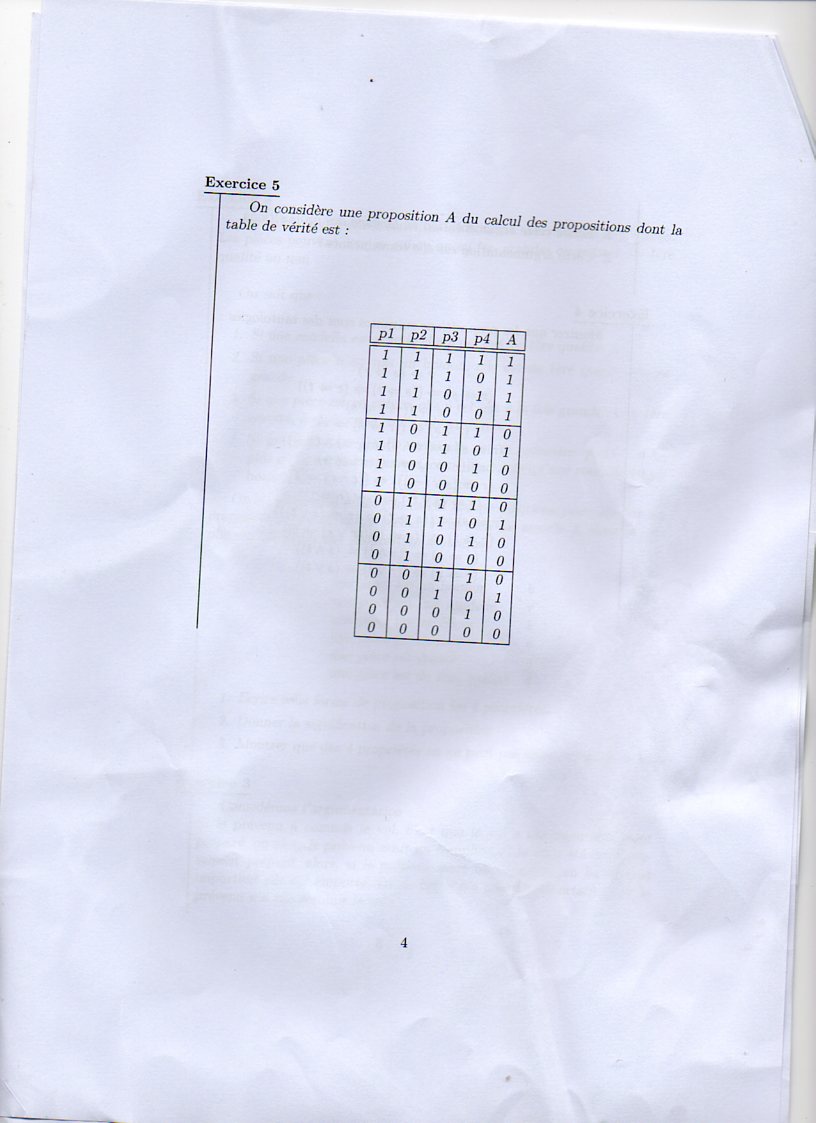 Exercice 5
On considère une proposition A du calcul des propositions dont la
table de vérité est :
p1 p2 p3 p4 A
1 1 1 1 1
1 1 1 0 1
1 1 0 1 1
1 1 0 0 1
1 0 1 1 0
1 0 1 0 1
1 0 0 1 0
1 0 0 0 0
0 1 1 1 0
0 1 1 0 1
0 1 0 1 0
0 1 0 0 0
0 0 1 1 0
0 0 1 0 1
0 0 0 1 0
0 0 0 0 0
4